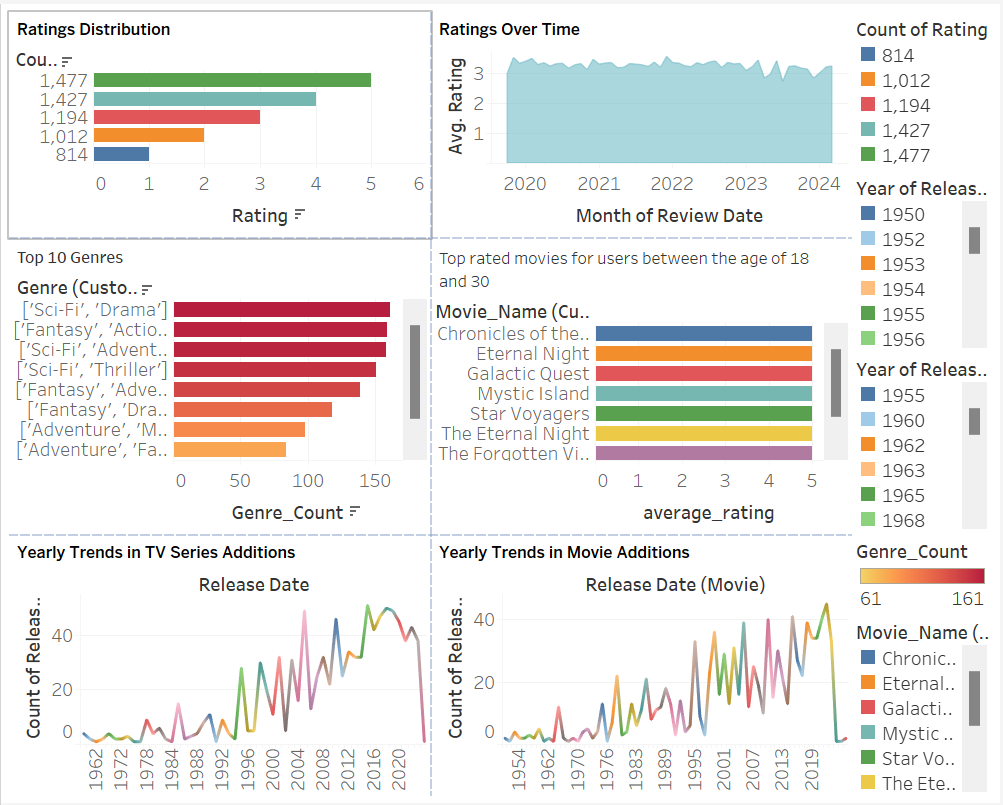 Ratings Distribution
Cou..
1,477
1,427
1,194
1,012
814
0 1 2 3 4 5 6
Rating
Ratings Over Time
Avg. Rating
3
2
1
2020 2021 2022 2023 2024
Month of Review Date
Top 10 Genres
Genre (Custo..
['Sci-Fi', 'Drama']
['Fantasy', 'Actio..
['Sci-Fi', 'Advent..
['Sci-Fi', 'Thriller']
['Fantasy', 'Adve..
['Fantasy', 'Dra..
['Adventure', 'M..
['Adventure', 'Fa..
0 50 100 150
Genre_Count
Top rated movies for users between the age of 18
and 30
Movie_Name (Cu..
Chronicles of the..
Eternal Night
Galactic Quest
Mystic Island
Star Voyagers
The Eternal Night
The Forgotten Vi..
0 1 2 3 4 5
average_rating
Yearly Trends in TV Series Additions
Release Date
Count of Releas..
40
20
0
1962 1972 1978 1984 1988 1992 1996 2000 2004 2008 2012 2016 2020
Yearly Trends in Movie Additions
Release Date (Movie)
Count of Releas..
40
20
0
1954 1962 1970 1976 1983 1989 1995 2001 2007 2013 2019
Count of Rating
814
1,012
1,194
1,427
1,477
Year of Releas..
1950
1952
1953
1954
1955
1956
Year of Releas..
1955
1960
1962
1963
1965
1968
Genre_Count
61 161
Movie_Name (..
Chronic..
Eternal..
Galacti..
Mystic ..
Star Vo..
The Ete..